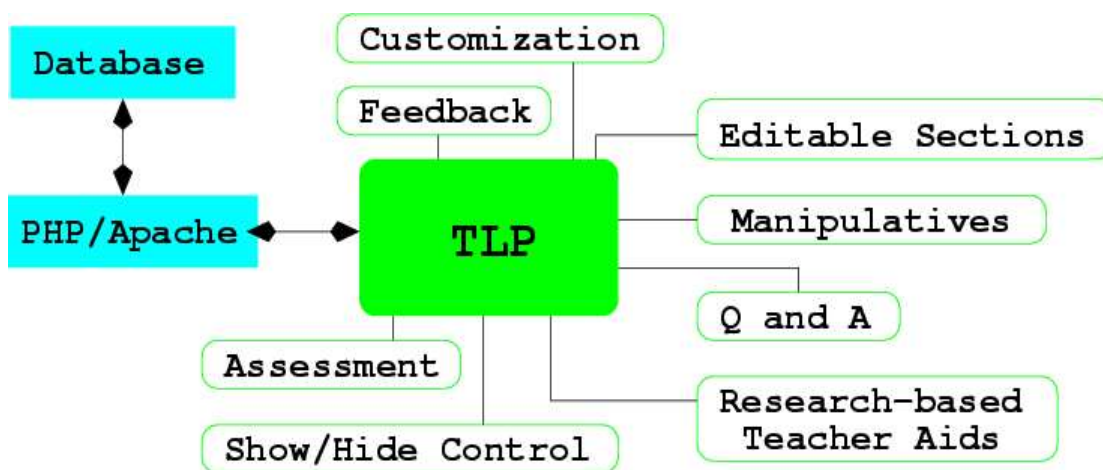 Customization
Database
Feedback
Editable Sections
PHP/Apache
TLP
Manipulatives
Q and A
Assessment
Research-based
Teacher Aids
Show/Hide Control